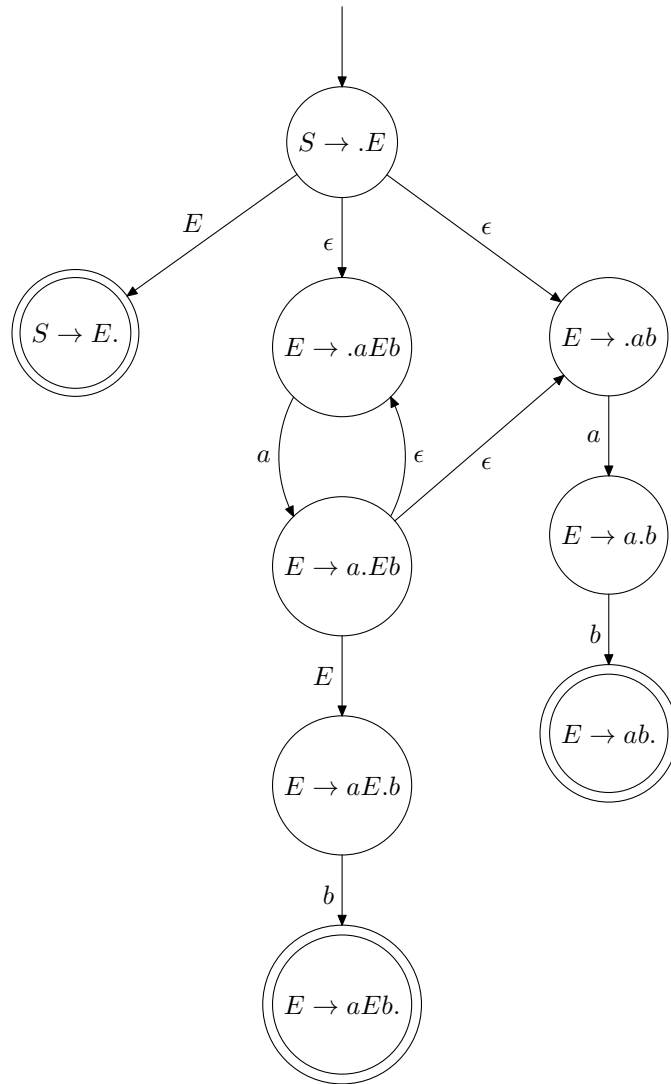 S → .E
E
ϵ
ϵ
S → E.
E → .aEb
E → .ab
a
ϵ
ϵ
a
E → a.Eb
E → a.b
E
b
E → aE.b
E → ab.
b
E → aEb.